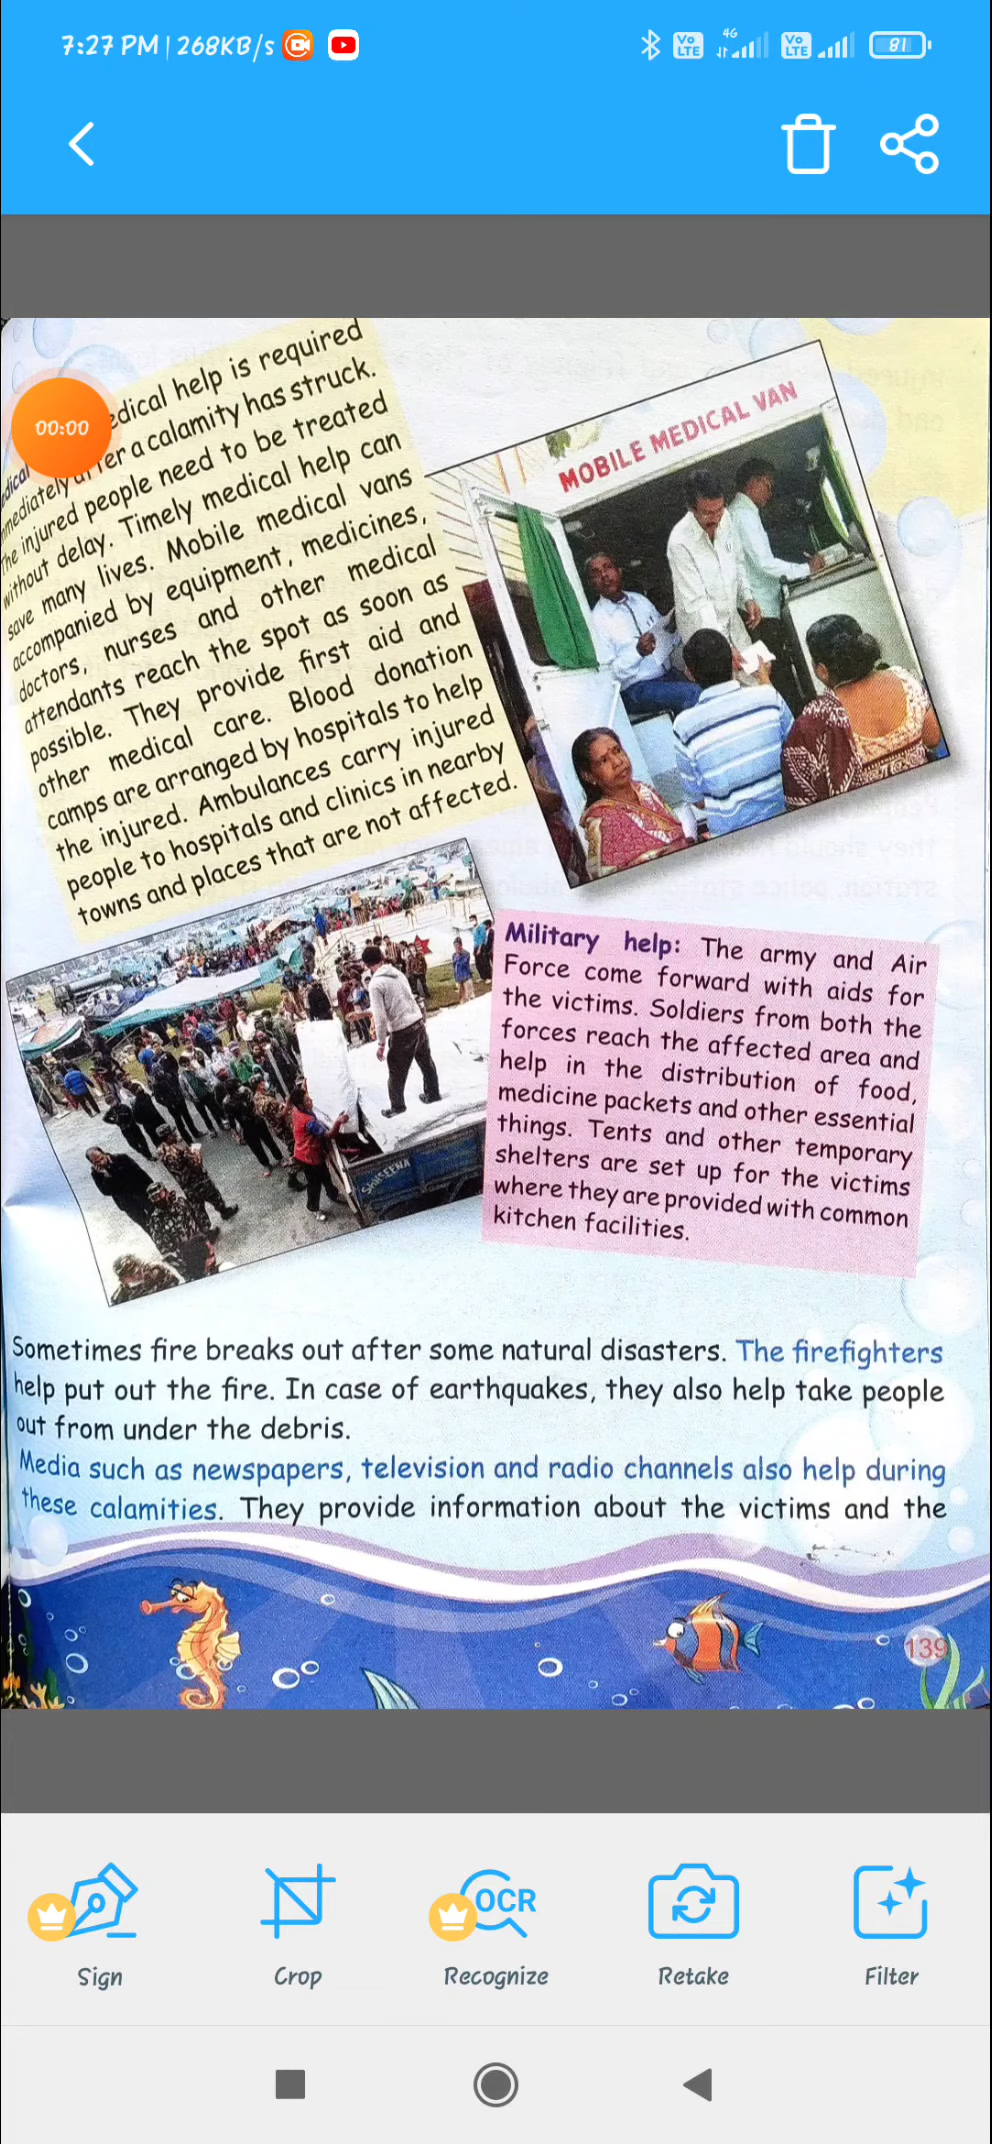 7:27 PM | 268KB/s
4G
Vo LTE
Vo LTE
81
00:00
edical help is required
er a calamity has struck.
injured people need to be treated
without delay. Timely medical help can
save many lives. Mobile medical vans
accompanied by equipment, medicines,
doctors, nurses and other medical
attendants reach the spot as soon as
possible. They provide first aid and
other medical care. Blood donation
camps are arranged by hospitals to help
the injured. Ambulances carry injured
people to hospitals and clinics in nearby
towns and places that are not affected.
MOBILE MEDICAL VAN
Military help: The army and Air
Force come forward with aids for
the victims. Soldiers from both the
forces reach the affected area and
help in the distribution of food,
medicine packets and other essential
things. Tents and other temporary
shelters are set up for the victims
where they are provided with common
kitchen facilities.
Sometimes fire breaks out after some natural disasters. The firefighters
help put out the fire. In case of earthquakes, they also help take people
out from under the debris.
Media such as newspapers, television and radio channels also help during
these calamities. They provide information about the victims and the
139
Sign
Crop
OCR
Recognize
Retake
Filter